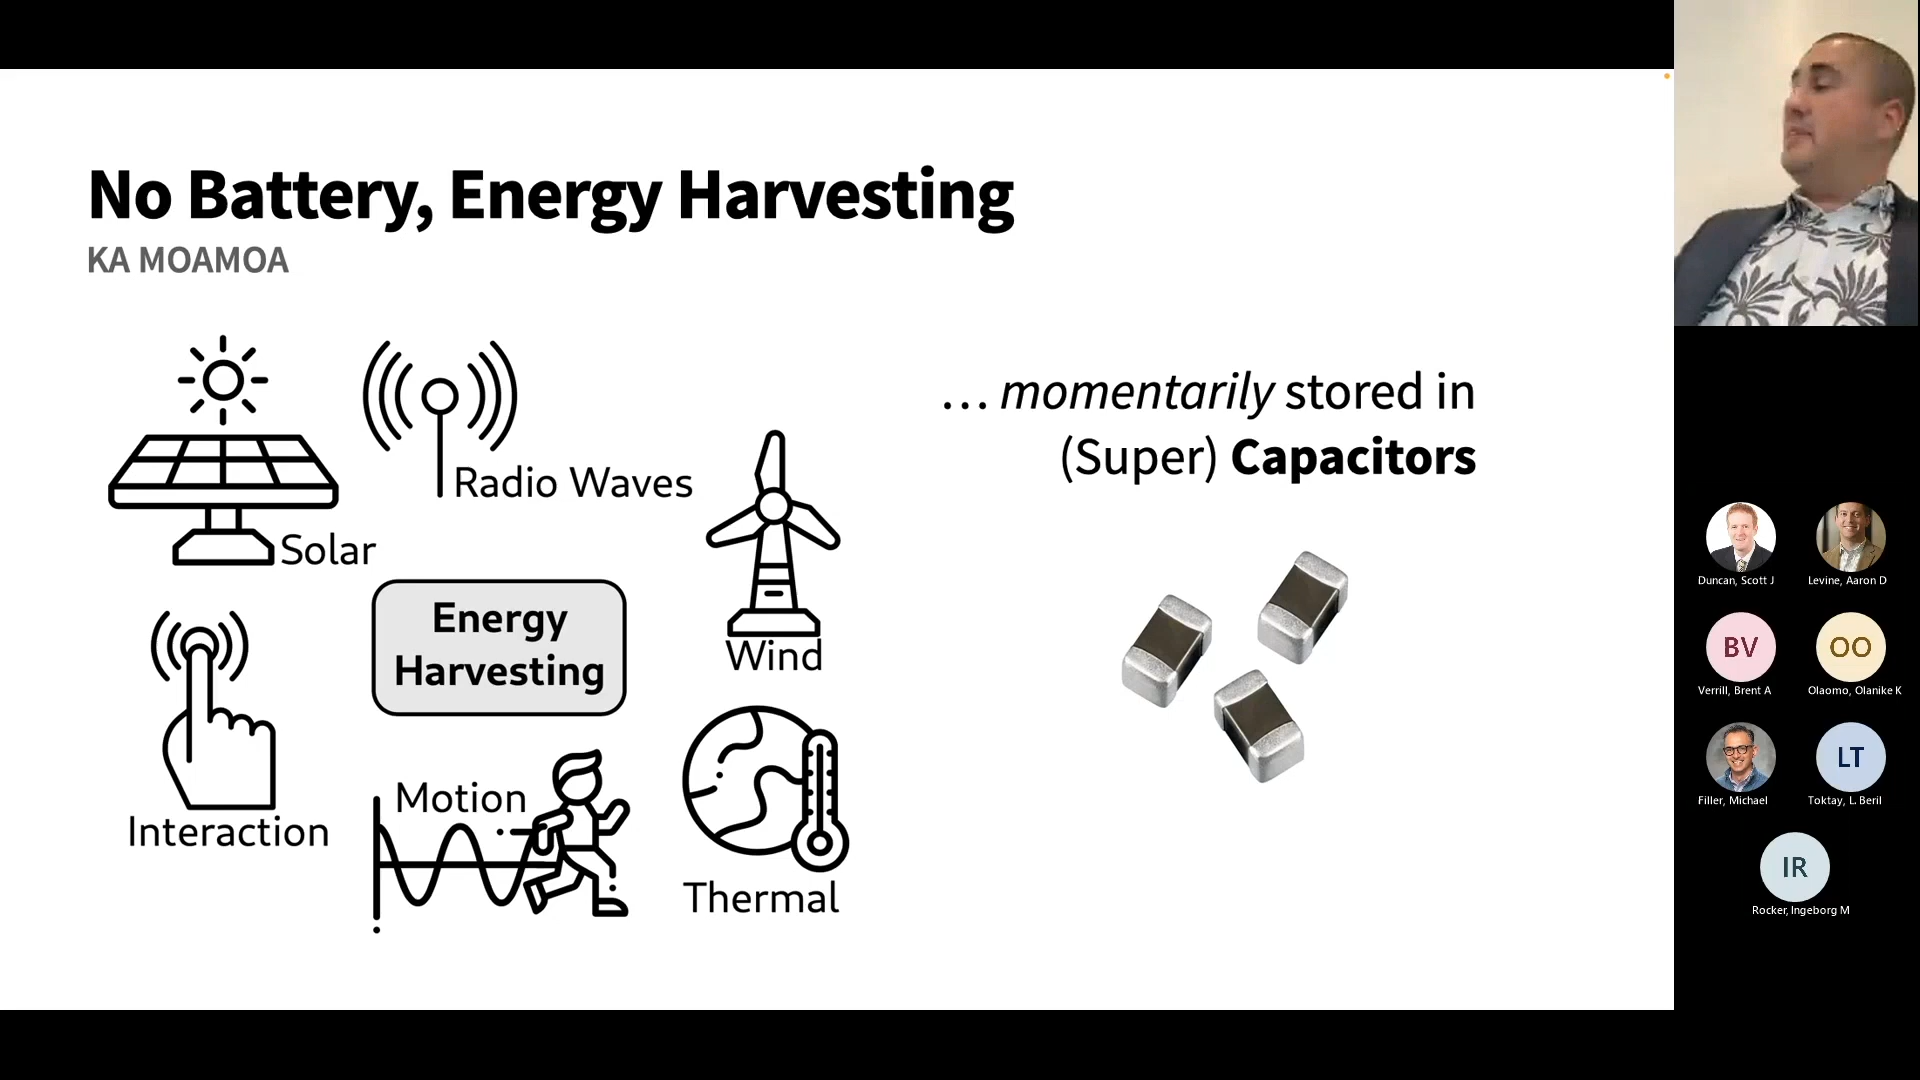 No Battery, Energy Harvesting
KA MOAMOA
Radio Waves
Solar
Energy
Harvesting
Wind
Interaction
Motion
Thermal
... momentarily stored in
(Super) Capacitors
Duncan, Scott J
Levine, Aaron D
BV
Verrill, Brent A
OO
Olaomo, Olanike K
Filler, Michael
LT
Toktay, L. Beril
IR
Rocker, Ingeborg M